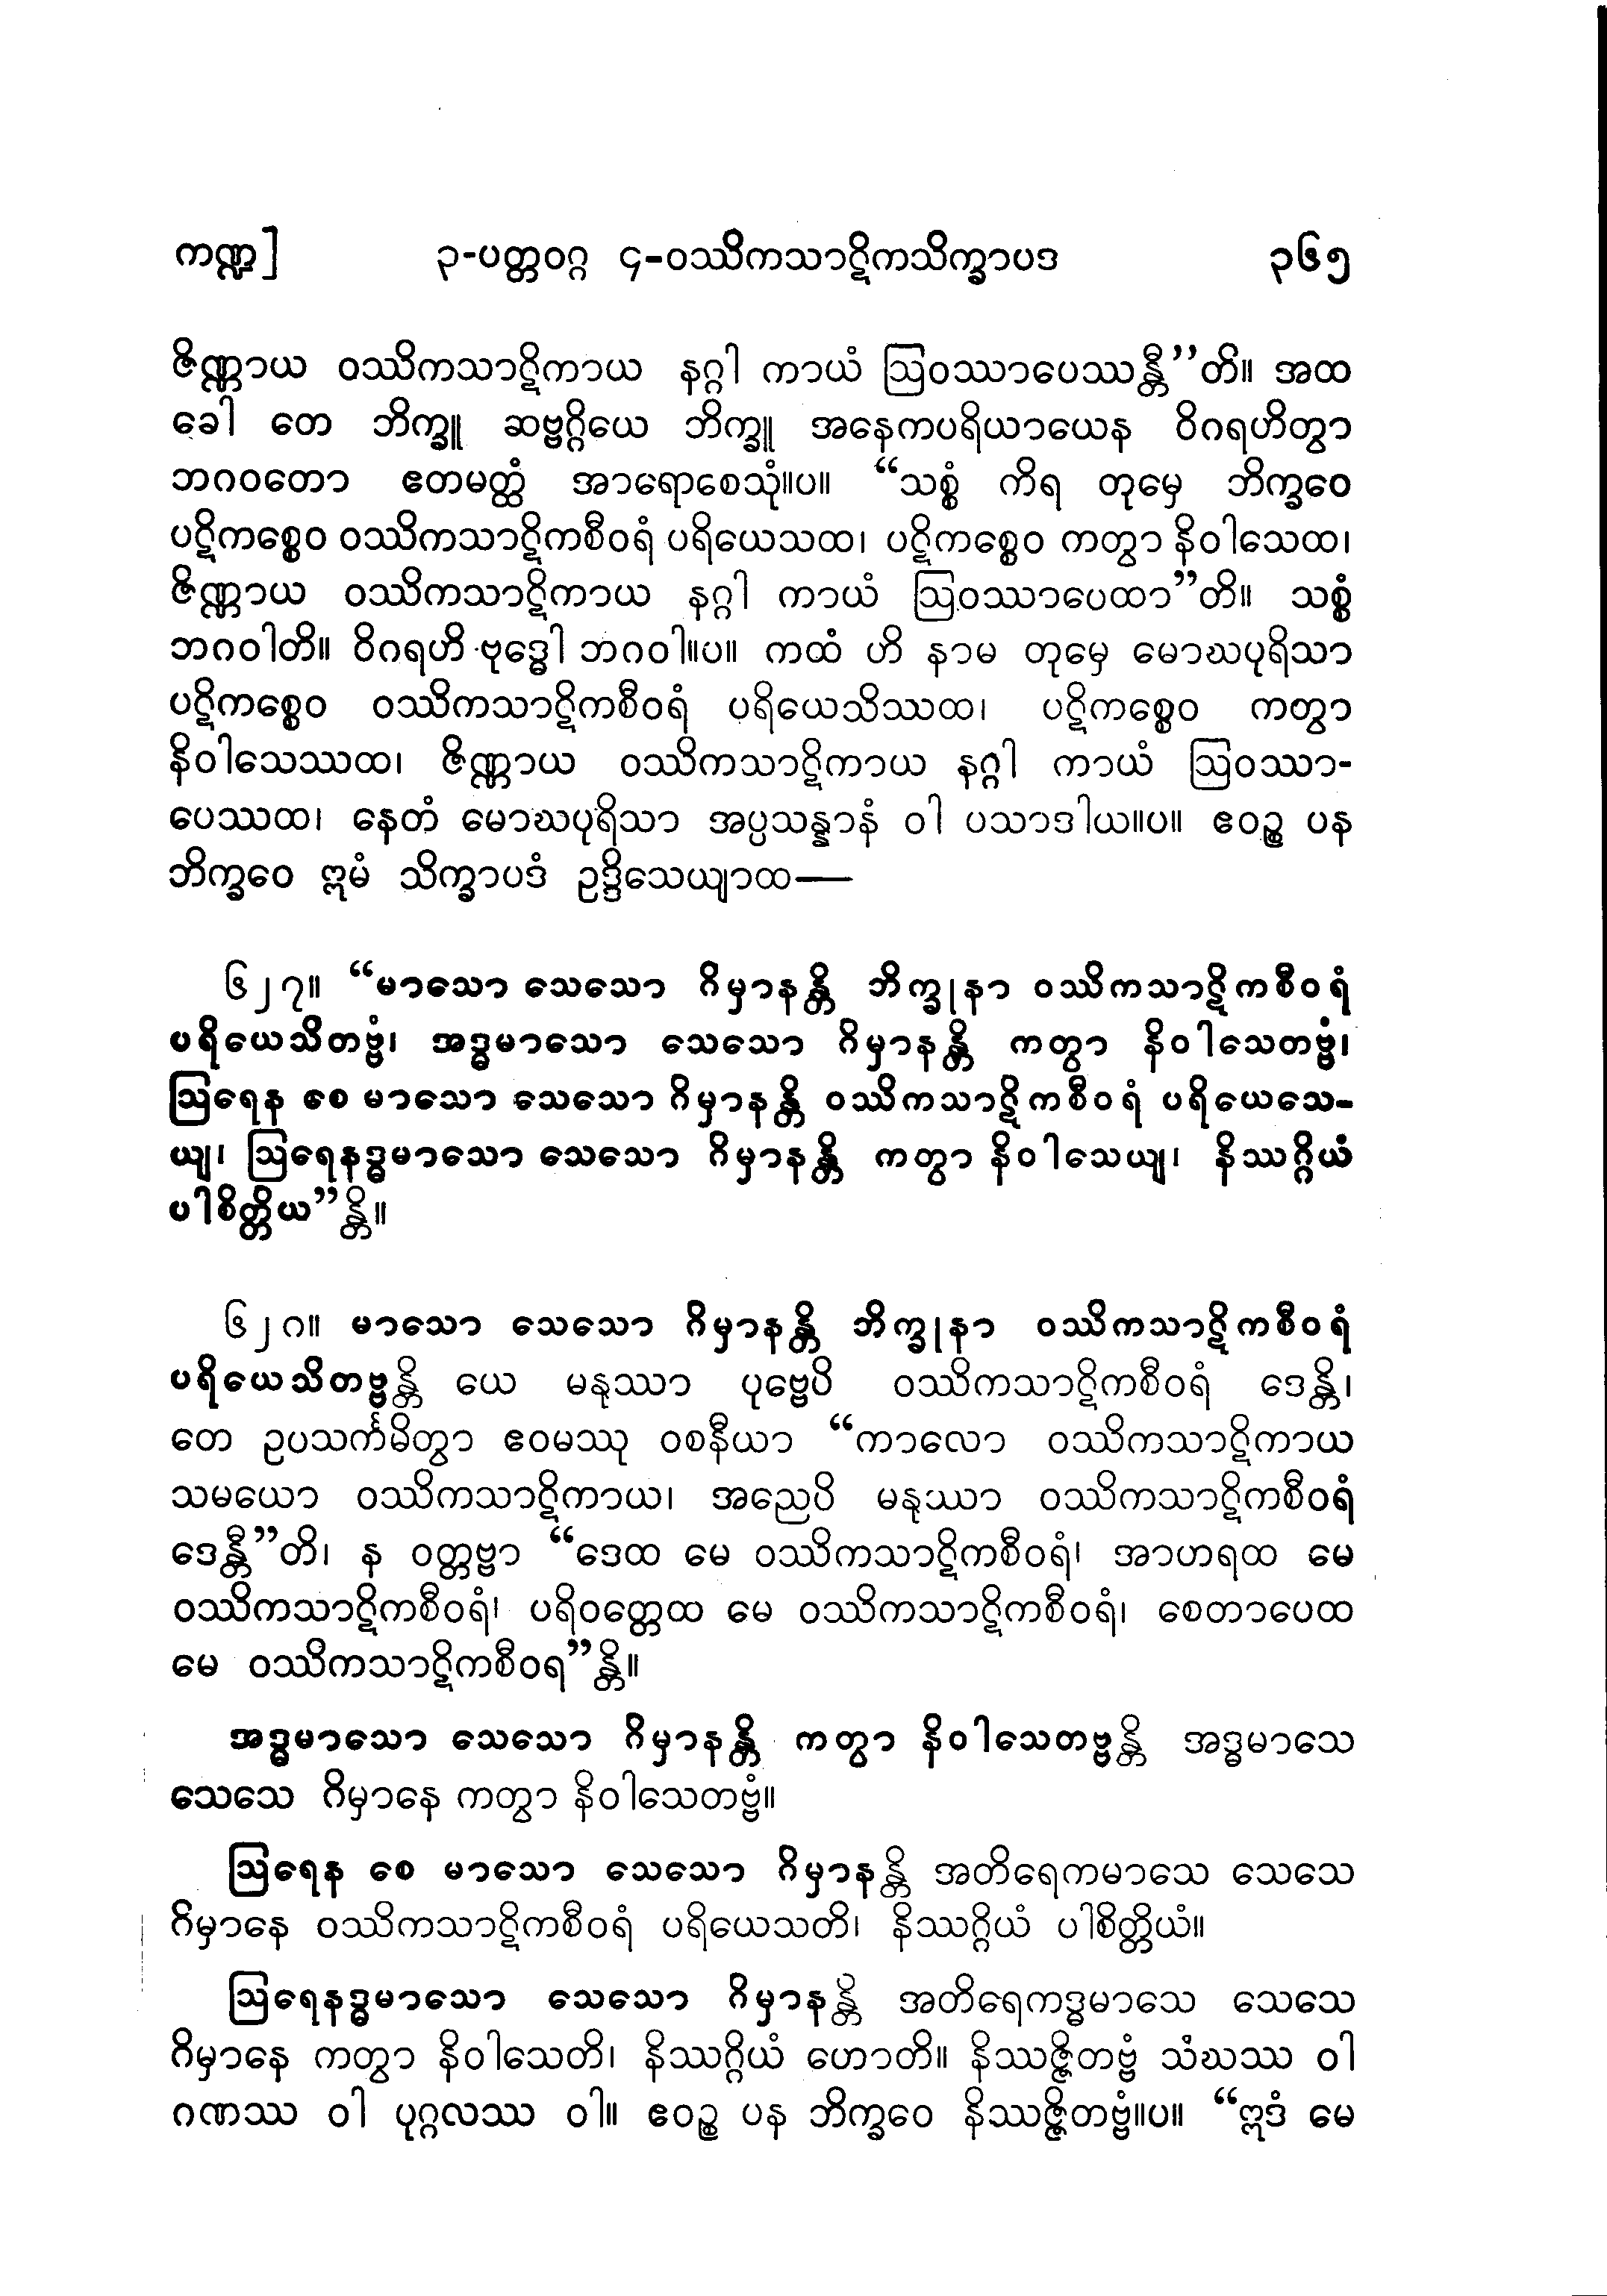 ကဏ္ဍ] ၃-ပတ္တဝဂ္ဂ ၄-ဝဿိကသာဋိကသိက္ခာပဒ ၃၆၅
ဇိဏ္ဏာယ ဝဿိကသာဋိကာယ နဂ္ဂါ ကာယံ ဩဝဿာပေဿန္တီ”တိ။ အထ
ခေါ တေ ဘိက္ခူ ဆဗ္ဗဂ္ဂိယေ ဘိက္ခူ အနေကပရိယာယေန ဝိဂရဟိတွာ
ဘဂဝတော ဧတမတ္ထံ အာရောစေသုံ။ပ။ “သစ္စံ ကိရ တုမှေ ဘိက္ခဝေ
ပဋိကစ္စေဝ ဝဿိကသာဋိကစီဝရံ ပရိယေသထ၊ ပဋိကစ္စေဝ ကတွာ နိဝါသေထ၊
ဇိဏ္ဏာယ ဝဿိကသာဋိကာယ နဂ္ဂါ ကာယံ ဩဝဿာပေထာ”တိ။ သစ္စံ
ဘဂဝါတိ။ ဝိဂရဟိ ဗုဒ္ဓေါ ဘဂဝါ။ပ။ ကထံ ဟိ နာမ တုမှေ မောဃပုရိသာ
ပဋိကစ္စေဝ ဝဿိကသာဋိကစီဝရံ ပရိယေသိဿထ၊ ပဋိကစ္စေဝ ကတွာ
နိဝါသေဿထ၊ ဇိဏ္ဏာယ ဝဿိကသာဋိကာယ နဂ္ဂါ ကာယံ ဩဝဿာ-
ပေဿထ၊ နေတံ မောဃပုရိသာ အပ္ပသန္နာနံ ဝါ ပသာဒါယ။ပ။ ဧဝဉ္စ ပန
ဘိက္ခဝေ ဣမံ သိက္ခာပဒံ ဥဒ္ဒိသေယျာထ—
၆၂၇။ “မာသော သေသော ဂိမှာနန္တိ ဘိက္ခုနာ ဝဿိကသာဋိကစီဝရံ
ပရိယေသိတဗ္ဗံ၊ အဒ္ဓမာသော သေသော ဂိမှာနန္တိ ကတွာ နိဝါသေတဗ္ဗံ၊
ဩရေန စေ မာသော သေသော ဂိမှာနန္တိ ဝဿိကသာဋိကစီဝရံ ပရိယေသေ-
ယျ၊ ဩရေနဒ္ဓမာသော သေသော ဂိမှာနန္တိ ကတွာ နိဝါသေယျ၊ နိဿဂ္ဂိယံ
ပါစိတ္တိယ”န္တိ။
၆၂၈။ မာသော သေသော ဂိမှာနန္တိ ဘိက္ခုနာ ဝဿိကသာဋိကစီဝရံ
ပရိယေသိတဗ္ဗန္တိ ယေ မနုဿာ ပုဗ္ဗေပိ ဝဿိကသာဋိကစီဝရံ ဒေန္တိ၊
တေ ဥပသင်္ကမိတွာ ဧဝမဿု ဝစနီယာ “ကာလော ဝဿိကသာဋိကာယ
သမယော ဝဿိကသာဋိကာယ၊ အညေပိ မနုဿာ ဝဿိကသာဋိကစီဝရံ
ဒေန္တီ”တိ၊ န ဝတ္တဗ္ဗာ “ဒေထ မေ ဝဿိကသာဋိကစီဝရံ၊ အာဟရထ မေ
ဝဿိကသာဋိကစီဝရံ၊ ပရိဝတ္တေထ မေ ဝဿိကသာဋိကစီဝရံ၊ စေတာပေထ
မေ ဝဿိကသာဋိကစီဝရ”န္တိ။
အဒ္ဓမာသော သေသော ဂိမှာနန္တိ ကတွာ နိဝါသေတဗ္ဗန္တိ အဒ္ဓမာသေ
သေသေ ဂိမှာနေ ကတွာ နိဝါသေတဗ္ဗံ။
ဩရေန စေ မာသော သေသော ဂိမှာနန္တိ အတိရေကမာသေ သေသေ
ဂိမှာနေ ဝဿိကသာဋိကစီဝရံ ပရိယေသတိ၊ နိဿဂ္ဂိယံ ပါစိတ္တိယံ။
ဩရေနဒ္ဓမာသော သေသော ဂိမှာနန္တိ အတိရေကဒ္ဓမာသေ သေသေ
ဂိမှာနေ ကတွာ နိဝါသေတိ၊ နိဿဂ္ဂိယံ ဟောတိ။ နိဿဇ္ဇိတဗ္ဗံ သံဃဿ ဝါ
ဂဏဿ ဝါ ပုဂ္ဂလဿ ဝါ။ ဧဝဉ္စ ပန ဘိက္ခဝေ နိဿဇ္ဇိတဗ္ဗံ။ပ။ “ဣဒံ မေ